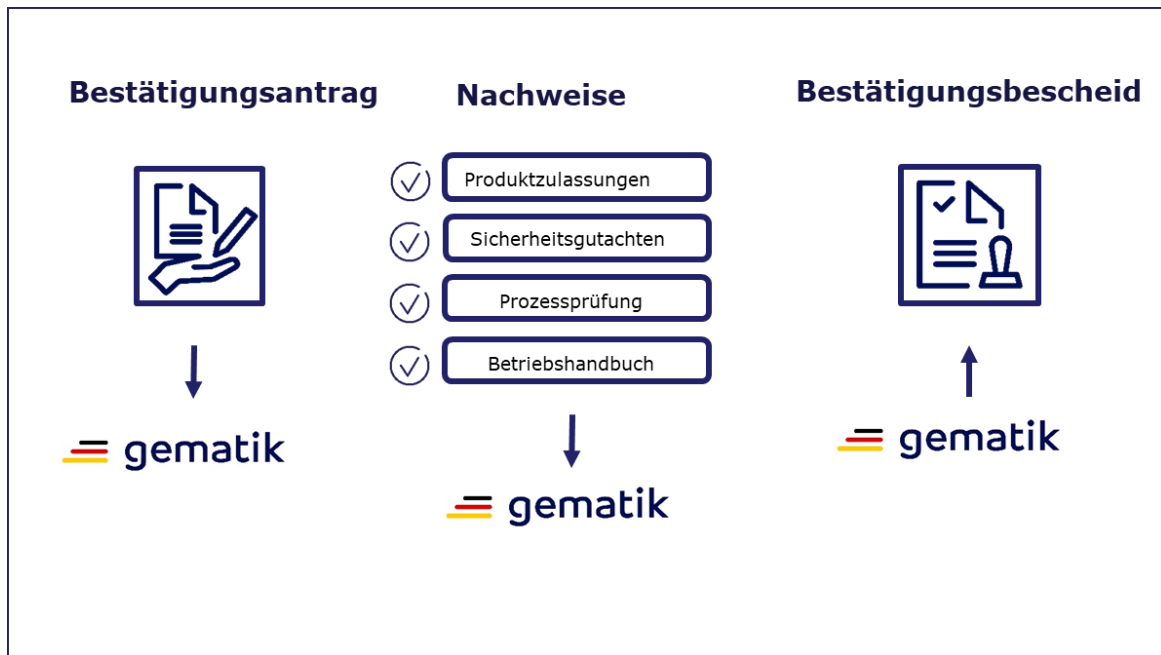 Bestätigungsantrag
gematik
Nachweise
Produktzulassungen
Sicherheitsgutachten
Prozessprüfung
Betriebshandbuch
gematik
Bestätigungsbescheid
gematik